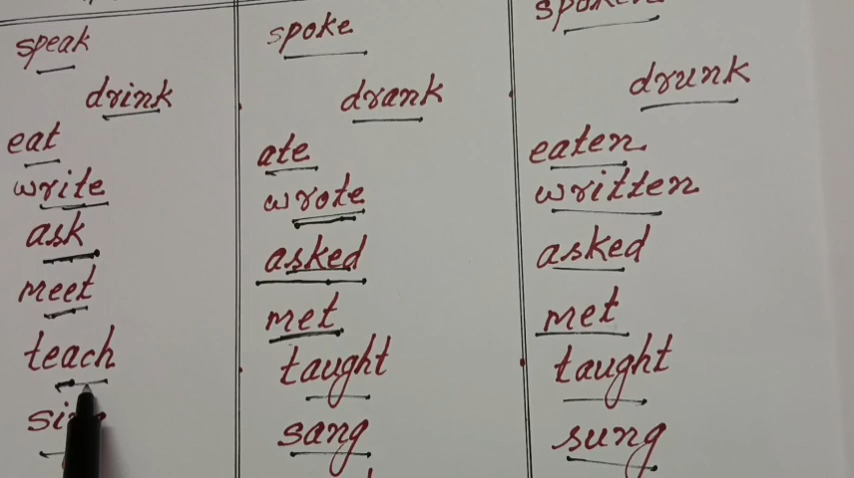 speak spoke spoken
drink drank drunk
eat ate eaten
write wrote written
ask asked asked
meet met met
teach taught taught
sang sung